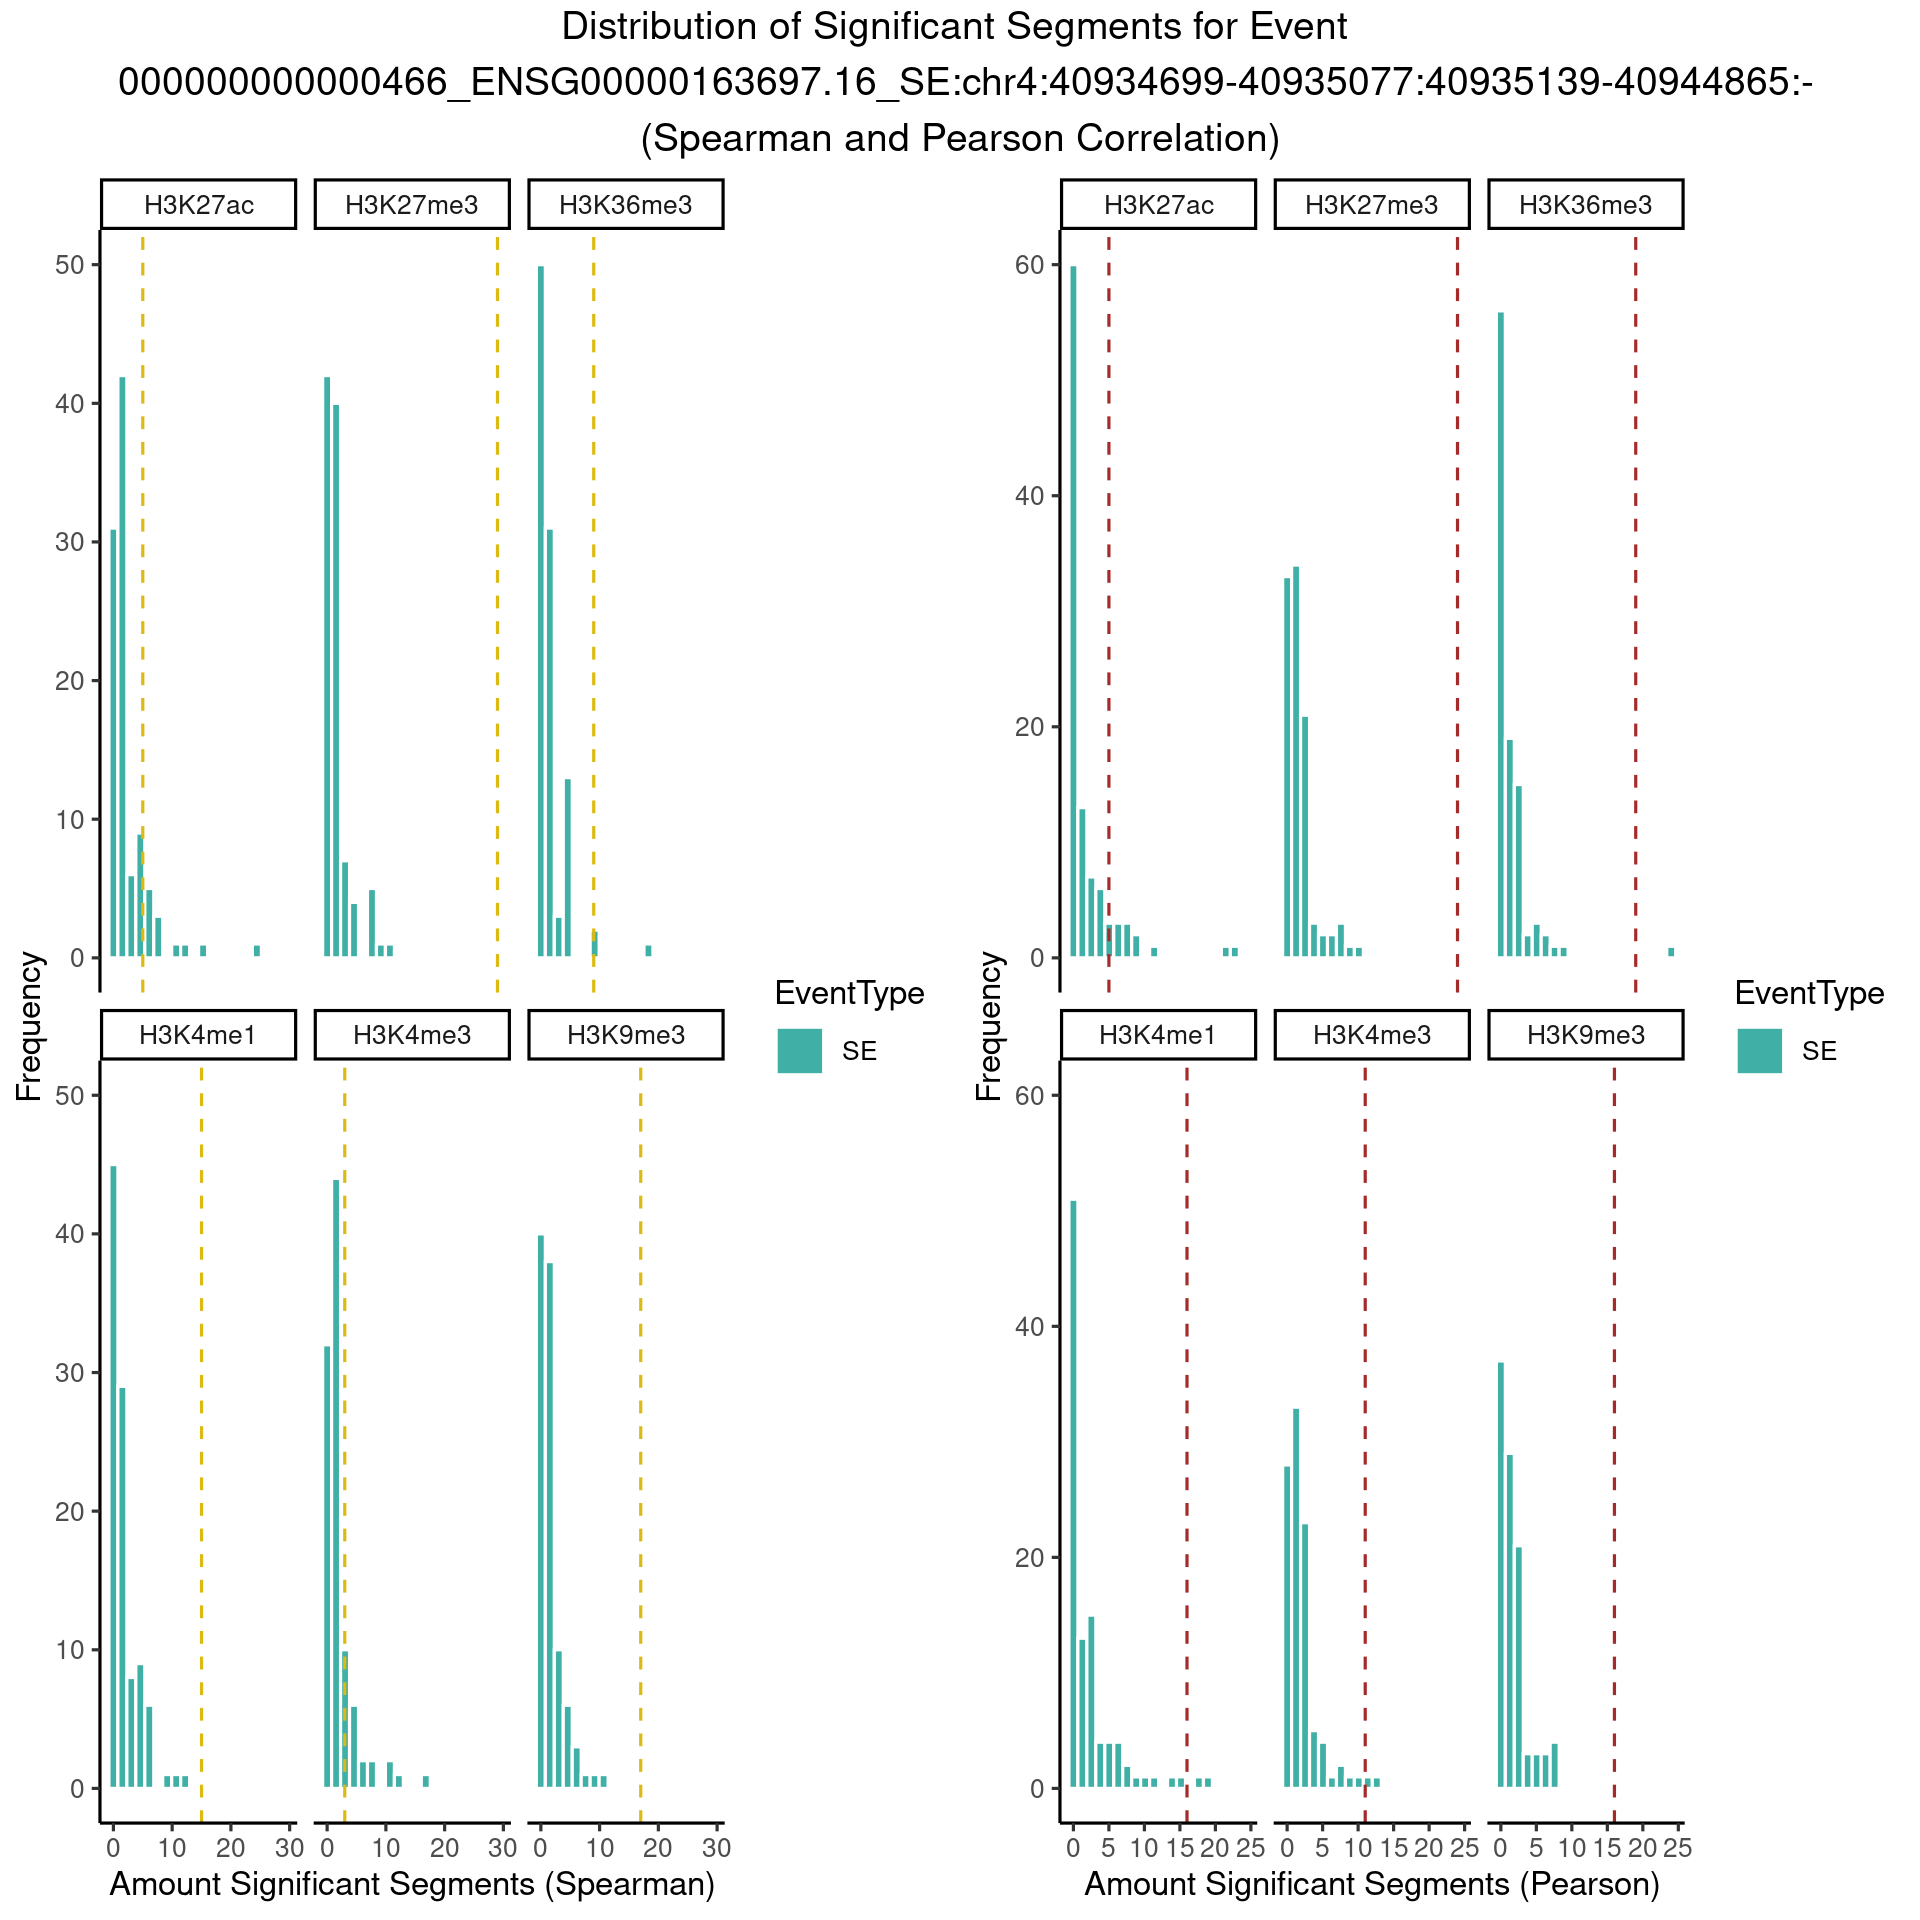 Distribution of Significant Segments for Event
000000000000466_ENSG00000163697.16_SE:chr4:40934699-40935077:40935139-40944865:-
(Spearman and Pearson Correlation)
H3K27ac H3K27me3 H3K36me3
50
40
30
20
10
0
H3K4me1 H3K4me3 H3K9me3
50
40
30
20
10
0
0 10 20 30 0 10 20 30 0 10 20 30
Frequency
Amount Significant Segments (Spearman)
EventType
SE
H3K27ac H3K27me3 H3K36me3
60
40
20
0
H3K4me1 H3K4me3 H3K9me3
60
40
20
0
0 5 10 15 20 25 0 5 10 15 20 25 0 5 10 15 20 25
Frequency
Amount Significant Segments (Pearson)
EventType
SE